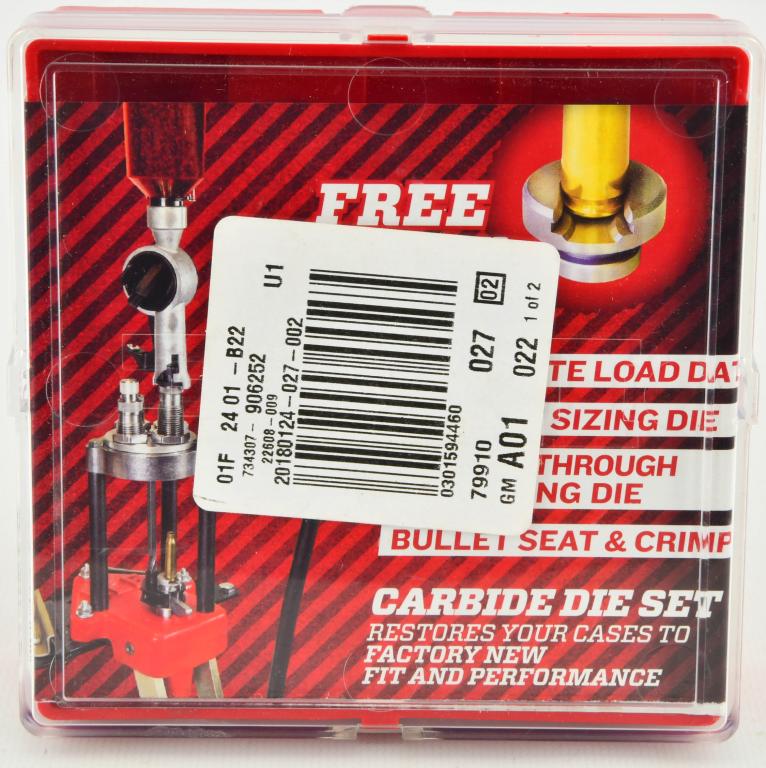 FREE
TE LOAD DAT
SIZING DIE
THROUGH
NG DIE
BULLET SEAT & CRIMP
CARBIDE DIE SET
RESTORES YOUR CASES TO
FACTORY NEW
FIT AND PERFORMANCE
01F 24 01 -B22
U1
734307- 906252
22608-009
20180124-027-002
0301594460
79910 027 02
GM A01 022 1 of 2